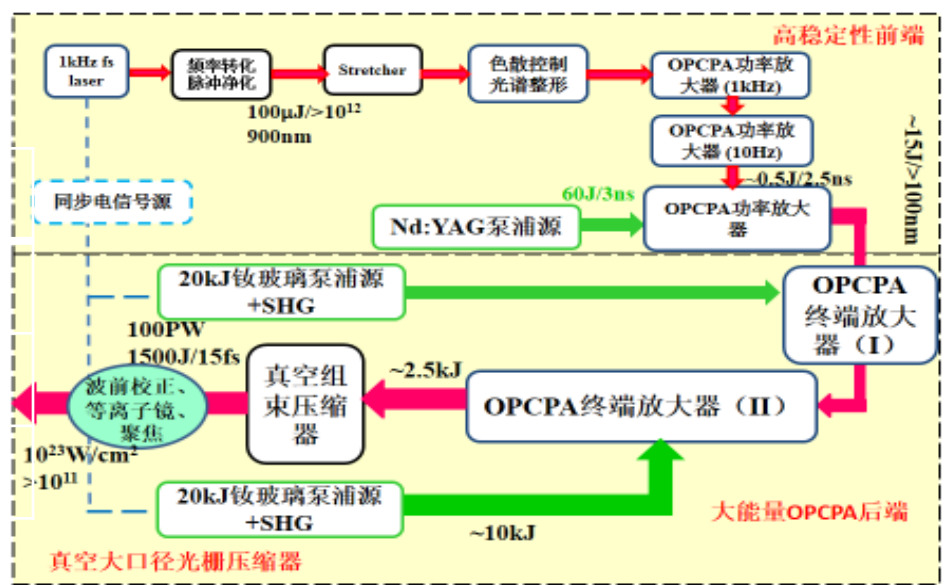 高稳定性前端
1kHz fs
laser
频率转化
脉冲净化
Stretcher
色散控制
光谱整形
OPCPA功率放
大器 (1kHz)
100μJ/>10¹²
900nm
OPCPA功率放
大器 (10Hz)
~15J/>100nm
~0.5J/2.5ns
同步电信号源
60J/3ns
Nd:YAG泵浦源
OPCPA功率放大
器
20kJ钕玻璃泵浦源
+SHG
OPCPA
终端放大
器（I）
100PW
1500J/15fs
波前校正、
等离子镜、
聚焦
真空组
束压缩
器
~2.5kJ
OPCPA终端放大器（II）
10²³W/cm²
>10¹¹
20kJ钕玻璃泵浦源
+SHG
~10kJ
大能量OPCPA后端
真空大口径光栅压缩器